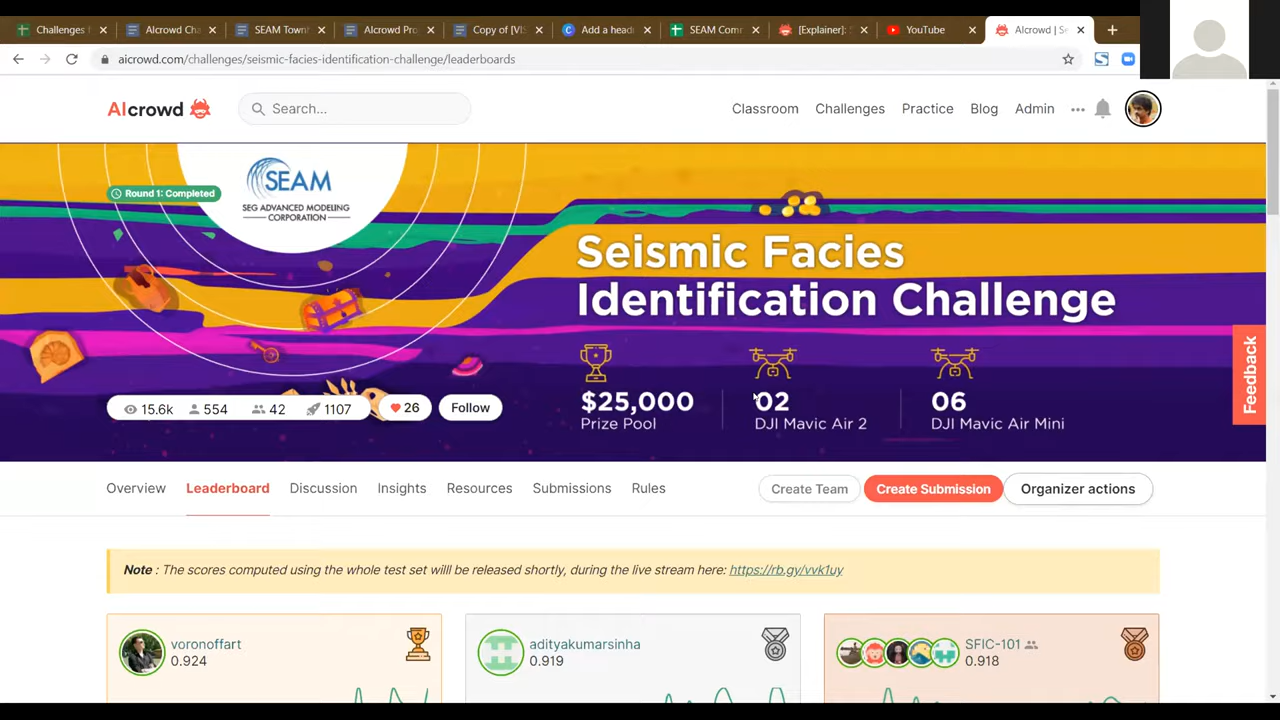 Challenges
AIcrowd Cha
SEAM Town
AIcrowd Pro
Copy of [VIS
Add a head
SEAM Com
[Explainer]: S
YouTube
AIcrowd | Se
aicrowd.com/challenges/seismic-facies-identification-challenge/leaderboards
AIcrowd
Search...
Classroom
Challenges
Practice
Blog
Admin
Round 1: Completed
SEAM
SEG ADVANCED MODELING
CORPORATION
Seismic Facies
Identification Challenge
$25,000
Prize Pool
02
DJI Mavic Air 2
06
DJI Mavic Air Mini
15.6k 554 42 1107
26
Follow
Feedback
Overview
Leaderboard
Discussion
Insights
Resources
Submissions
Rules
Create Team
Create Submission
Organizer actions
Note : The scores computed using the whole test set willl be released shortly, during the live stream here: https://rb.gy/vvk1uy
voronoffart
0.924
adityakumarsinha
0.919
SFIC-101
0.918